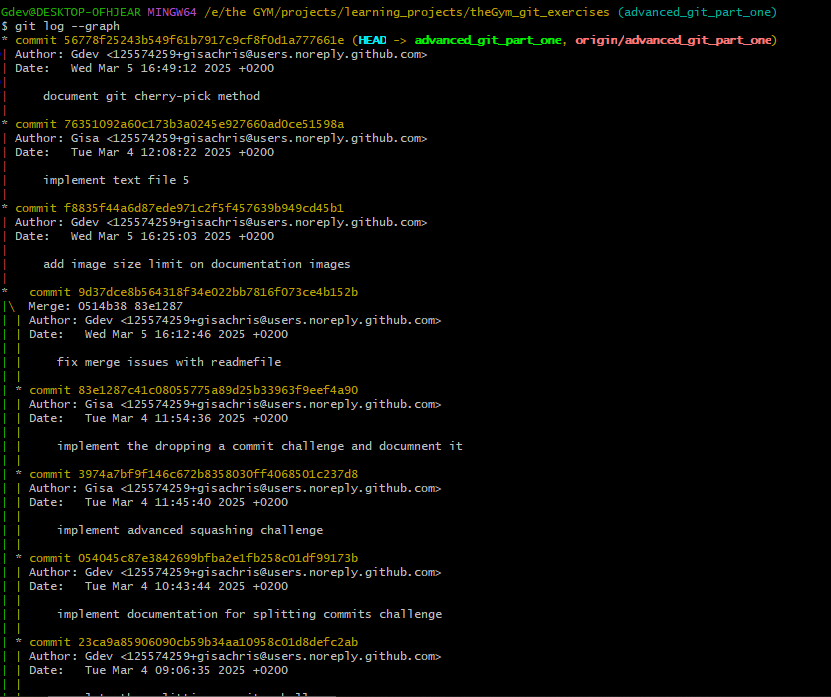 Gdev@DESKTOP-OFHJEAR MINGW64 /e/the GYM/projects/learning_projects/theGym_git_exercises (advanced_git_part_one)
$ git log --graph
* commit 56778f25243b549f61b7917c9cf8f0d1a777661e (HEAD -> advanced_git_part_one, origin/advanced_git_part_one)
| Author: Gdev <125574259+gisachris@users.noreply.github.com>
| Date:   Wed Mar 5 16:49:12 2025 +0200
|
|     document git cherry-pick method
|
* commit 76351092a60c173b3a0245e927660ad0ce51598a
| Author: Gisa <125574259+gisachris@users.noreply.github.com>
| Date:   Tue Mar 4 12:08:22 2025 +0200
|
|     implement text file 5
|
* commit f8835f44a6d87ede971c2f5f457639b949cd45b1
| Author: Gdev <125574259+gisachris@users.noreply.github.com>
| Date:   Wed Mar 5 16:25:03 2025 +0200
|
|     add image size limit on documentation images
|
*   commit 9d37dce8b564318f34e022bb7816f073ce4b152b
|\  Merge: 0514b38 83e1287
| | Author: Gdev <125574259+gisachris@users.noreply.github.com>
| | Date:   Wed Mar 5 16:12:46 2025 +0200
| |
| |     fix merge issues with readmefile
| |
| * commit 83e1287c41c08055775a89d25b33963f9eef4a90
| | Author: Gisa <125574259+gisachris@users.noreply.github.com>
| | Date:   Tue Mar 4 11:54:36 2025 +0200
| |
| |     implement the dropping a commit challenge and documnent it
| |
| * commit 3974a7bf9f146c672b8358030ff4068501c237d8
| | Author: Gisa <125574259+gisachris@users.noreply.github.com>
| | Date:   Tue Mar 4 11:45:40 2025 +0200
| |
| |     implement advanced squashing challenge
| |
| * commit 054045c87e3842699bfba2e1fb258c01df99173b
| | Author: Gdev <125574259+gisachris@users.noreply.github.com>
| | Date:   Tue Mar 4 10:43:44 2025 +0200
| |
| |     implement documentation for splitting commits challenge
| |
| * commit 23ca9a85906090cb59b34aa10958c01d8defc2ab
| | Author: Gdev <125574259+gisachris@users.noreply.github.com>
| | Date:   Tue Mar 4 09:06:35 2025 +0200
| |